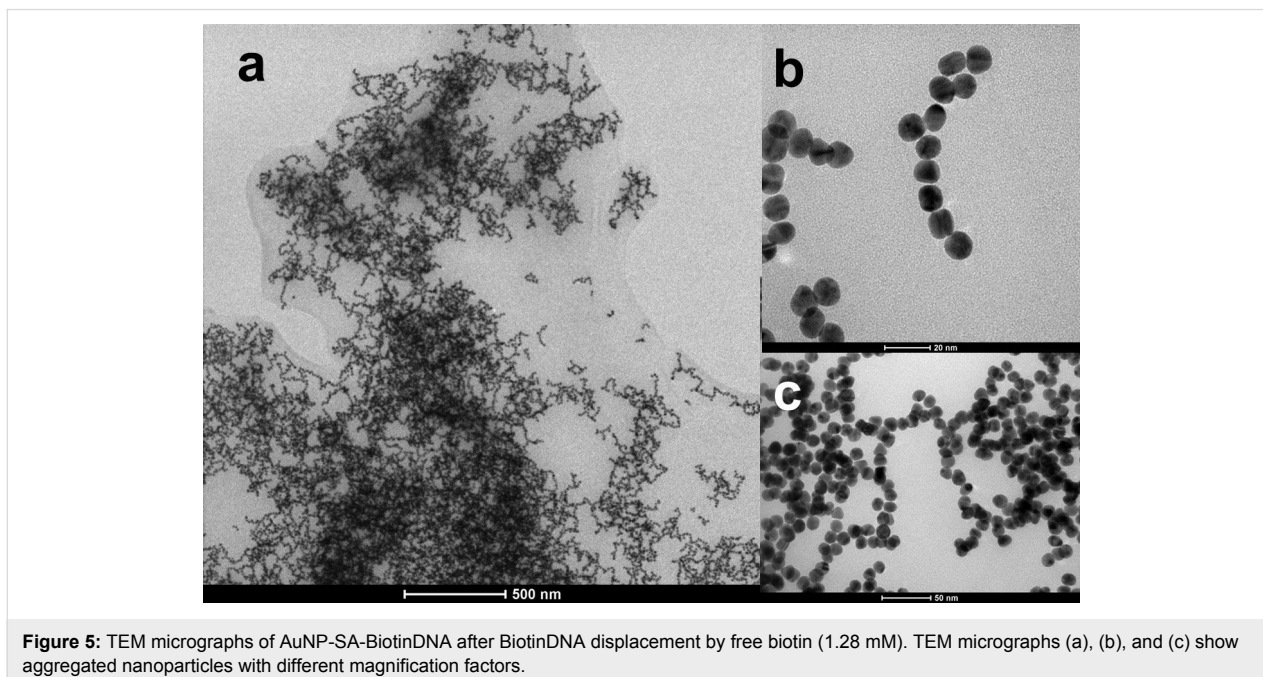 a
b
c
500 nm
20 nm
50 nm
Figure 5: TEM micrographs of AuNP-SA-BiotinDNA after BiotinDNA displacement by free biotin (1.28 mM). TEM micrographs (a), (b), and (c) show
aggregated nanoparticles with different magnification factors.